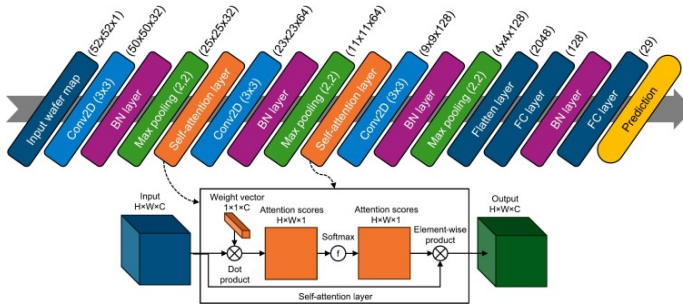 (52x52x1)
(50x50x32)
(25x25x32)
(23x23x64)
(11x11x64)
(9x9x128)
(4x4x128)
(2048)
(128)
(29)
Input wafer map
Conv2D (3x3)
BN layer
Max pooling (2,2)
Self-attention layer
Conv2D (3x3)
BN layer
Max pooling (2,2)
Self-attention layer
Conv2D (3x3)
BN layer
Max pooling (2,2)
Flatten layer
FC layer
BN layer
FC layer
Prediction
Input
H×W×C
Weight vector
1×1×C
Attention scores
H×W×1
Softmax
f
Attention scores
H×W×1
Element-wise
product
Output
H×W×C
Dot
product
Self-attention layer